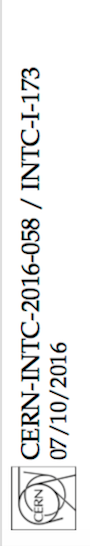 CERN
CERN-INTC-2016-058 / INTC-I-173
07/10/2016